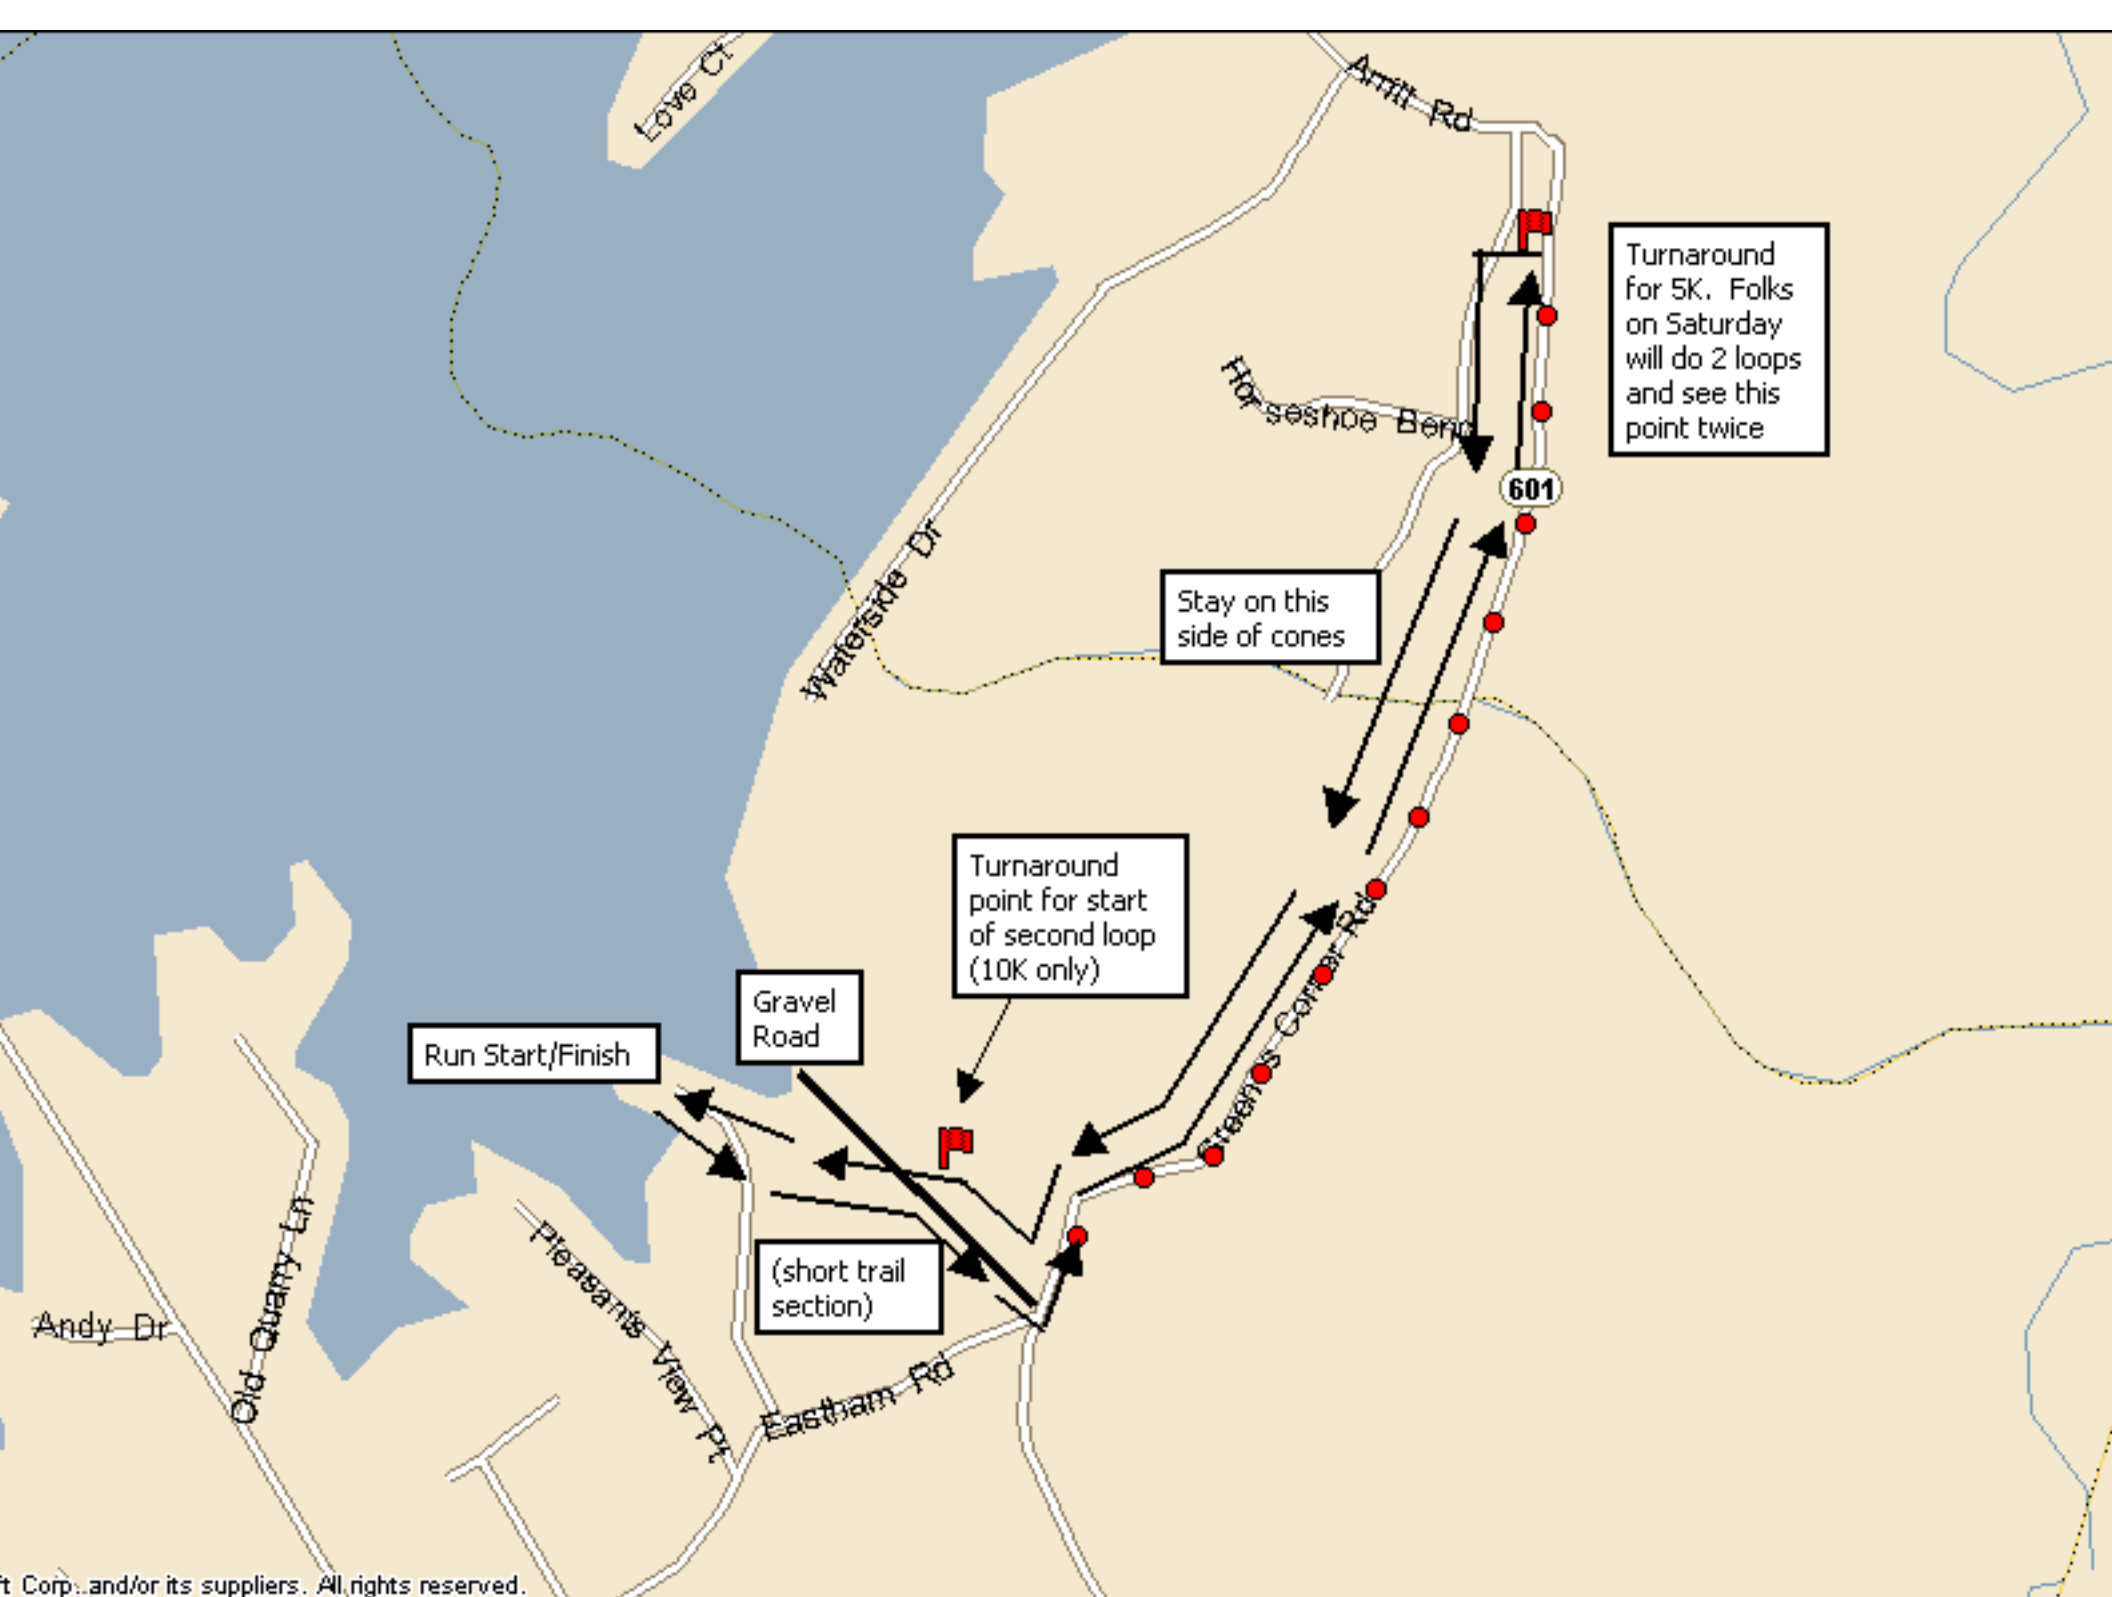 Love Ct
Amill Rd
Turnaround
for 5K.  Folks
on Saturday
will do 2 loops
and see this
point twice
Horseshoe Bend
601
Waterside Dr
Stay on this
side of cones
Turnaround
point for start
of second loop
(10K only)
Greens Corner Rd
Gravel
Road
Run Start/Finish
(short trail
section)
Old Quarry Ln
Pleasants View Pt
Andy Dr
Eastham Rd
ft Corp. and/or its suppliers. All rights reserved.